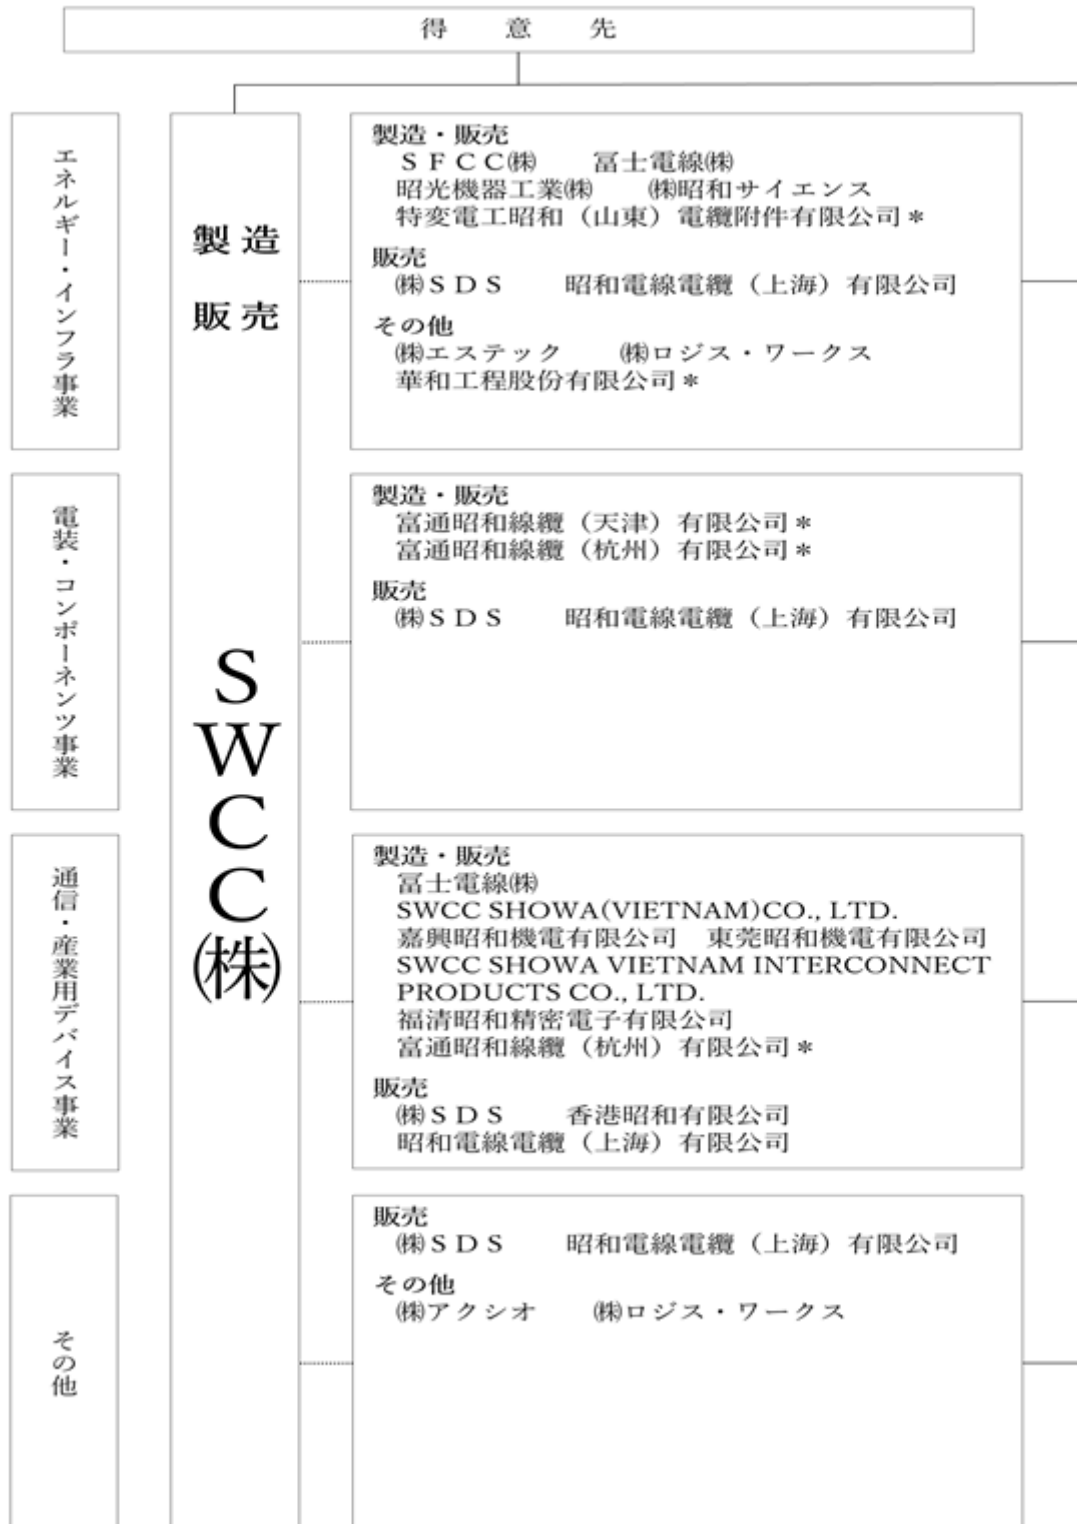 得意先
エネルギー・インフラ事業
製造
販売
SWCC㈱
製造・販売
ＳＦＣＣ㈱　　冨士電線㈱
昭光機器工業㈱　　㈱昭和サイエンス
特変電工昭和（山東）電纜附件有限公司＊
販売
㈱ＳＤＳ　　昭和電線電纜（上海）有限公司
その他
㈱エステック　　㈱ロジス・ワークス
華和工程股份有限公司＊
電装・コンポーネンツ事業
製造・販売
富通昭和線纜（天津）有限公司＊
富通昭和線纜（杭州）有限公司＊
販売
㈱ＳＤＳ　　昭和電線電纜（上海）有限公司
通信・産業用デバイス事業
製造・販売
冨士電線㈱
SWCC SHOWA(VIETNAM)CO., LTD.
嘉興昭和機電有限公司　東莞昭和機電有限公司
SWCC SHOWA VIETNAM INTERCONNECT
PRODUCTS CO., LTD.
福清昭和精密電子有限公司
富通昭和線纜（杭州）有限公司＊
販売
㈱ＳＤＳ　　香港昭和有限公司
昭和電線電纜（上海）有限公司
その他
販売
㈱ＳＤＳ　　昭和電線電纜（上海）有限公司
その他
㈱アクシオ　　㈱ロジス・ワークス